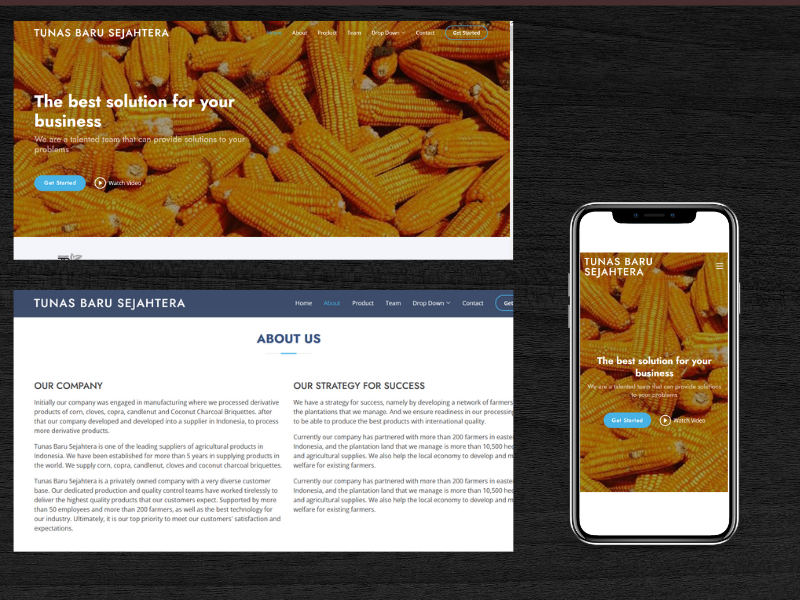 TUNAS BARU SEJAHTERA
Home About Product Team Drop Down Contact Get Started
The best solution for your
business
We are a talented team that can provide solutions to your
problems
Get Started Watch Video
TUNAS BARU SEJAHTERA
Home About Product Team Drop Down Contact Get
ABOUT US
OUR COMPANY
Initially our company was engaged in manufacturing where we processed derivative
products of corn, cloves, copra, candlenut and Coconut Charcoal Briquettes. after
that our company developed and developed into a supplier in Indonesia, to process
more derivative products.
Tunas Baru Sejahtera is one of the leading suppliers of agricultural products in
Indonesia. We have been established for more than 5 years in supplying products in
the world. We supply corn, copra, candlenut, cloves and coconut charcoal briquettes.
Tunas Baru Sejahtera is a privately owned company with a very diverse customer
base. Our dedicated production and quality control teams have worked tirelessly to
deliver the highest quality products that our customers expect. Supported by more
than 50 employees and more than 200 farmers, as well as the best technology for
our industry. Ultimately, it is our top priority to meet our customers' satisfaction and
expectations.
OUR STRATEGY FOR SUCCESS
We have a strategy for success, namely by developing a network of farmers
the plantations that we manage. And we ensure readiness in our processing
to be able to produce the best products with international quality.
Currently our company has partnered with more than 200 farmers in easte
Indonesia, and the plantation land that we manage is more than 10,500 hec
and agricultural supplies. We also help the local economy to develop and m
welfare for existing farmers.
Currently our company has partnered with more than 200 farmers in easte
Indonesia, and the plantation land that we manage is more than 10,500 hec
and agricultural supplies. We also help the local economy to develop and m
welfare for existing farmers.
TUNAS BARU
SEJAHTERA
The best solution for your
business
We are a talented team that can provide solutions
to your problems
Get Started Watch Video